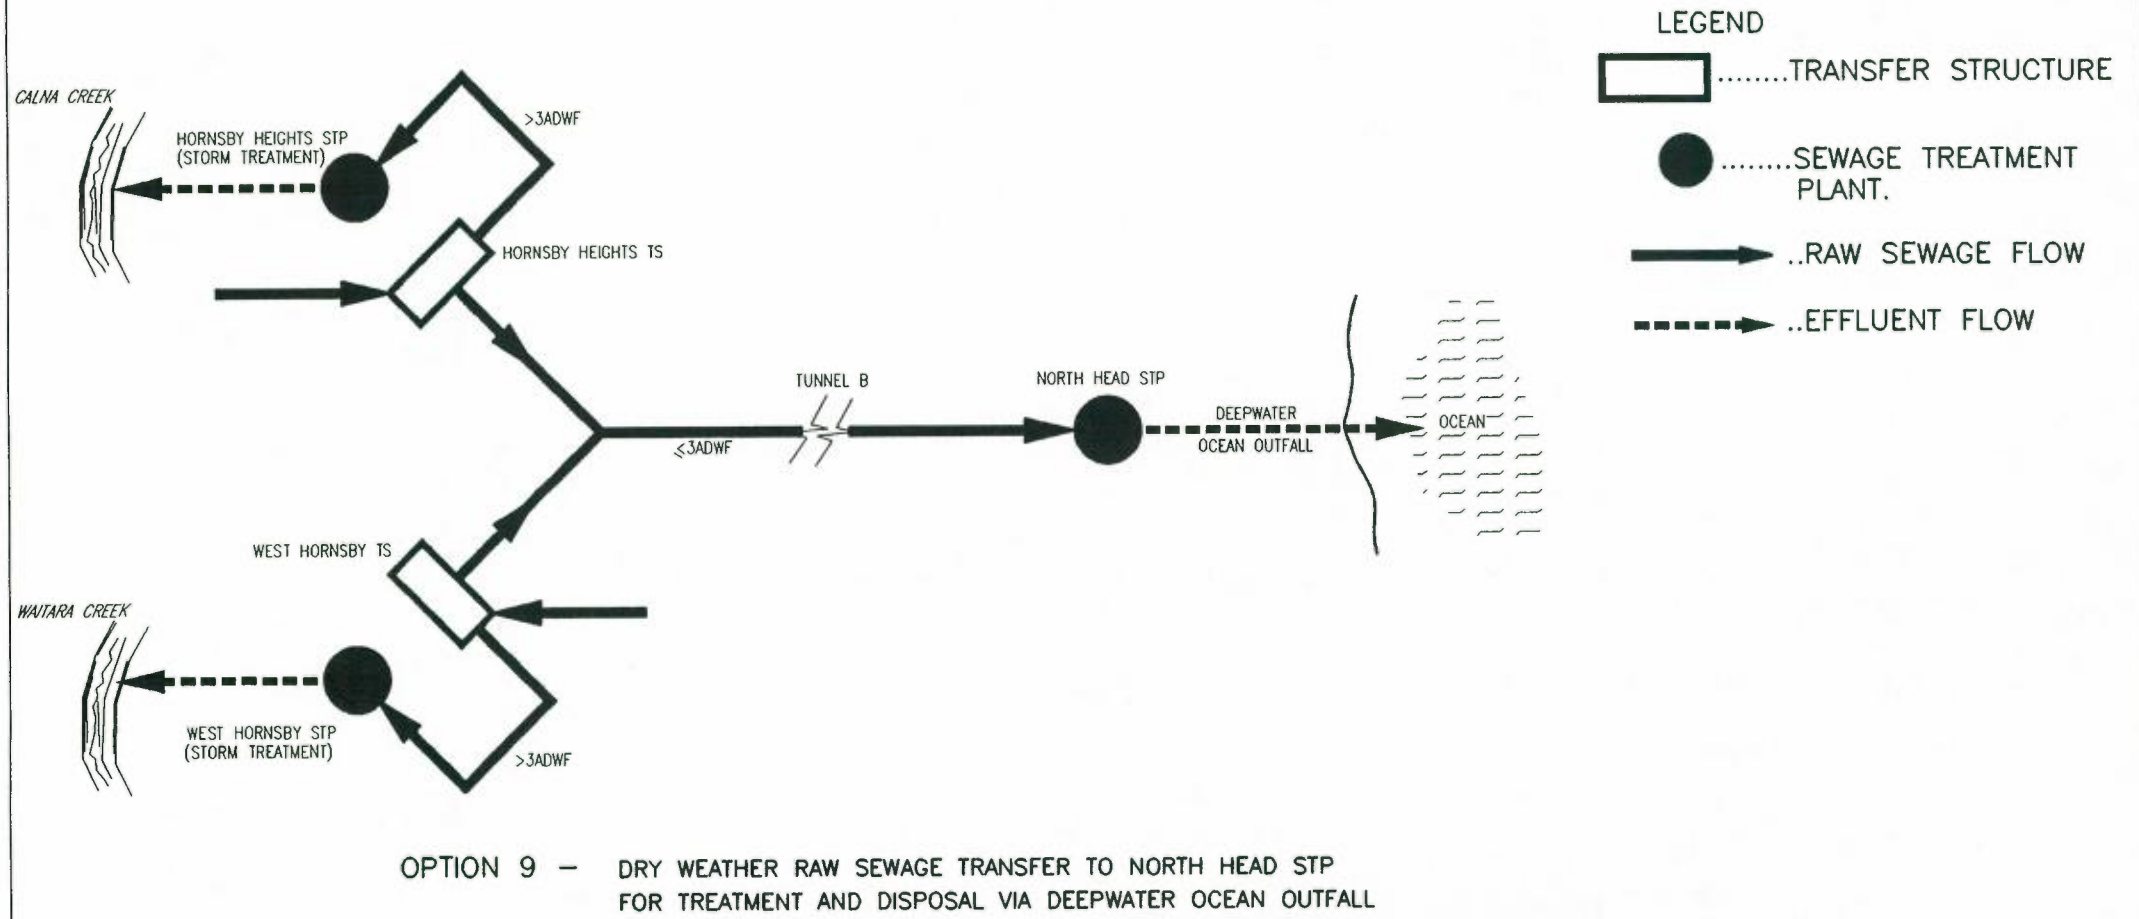 LEGEND
........TRANSFER STRUCTURE
........SEWAGE TREATMENT
PLANT.
..RAW SEWAGE FLOW
..EFFLUENT FLOW
CALNA CREEK
HORNSBY HEIGHTS STP
(STORM TREATMENT)
>3ADWF
HORNSBY HEIGHTS TS
TUNNEL B
NORTH HEAD STP
≤3ADWF
DEEPWATER
OCEAN OUTFALL
OCEAN
WEST HORNSBY TS
WAITARA CREEK
WEST HORNSBY STP
(STORM TREATMENT)
>3ADWF
OPTION 9 – DRY WEATHER RAW SEWAGE TRANSFER TO NORTH HEAD STP
FOR TREATMENT AND DISPOSAL VIA DEEPWATER OCEAN OUTFALL